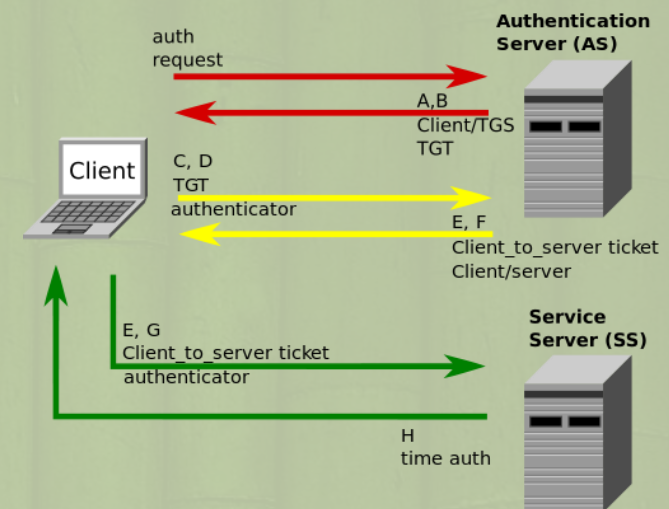 Authentication
Server (AS)
auth
request
A,B
Client/TGS
TGT
Client
C, D
TGT
authenticator
E, F
Client_to_server ticket
Client/server
Service
Server (SS)
E, G
Client_to_server ticket
authenticator
H
time auth